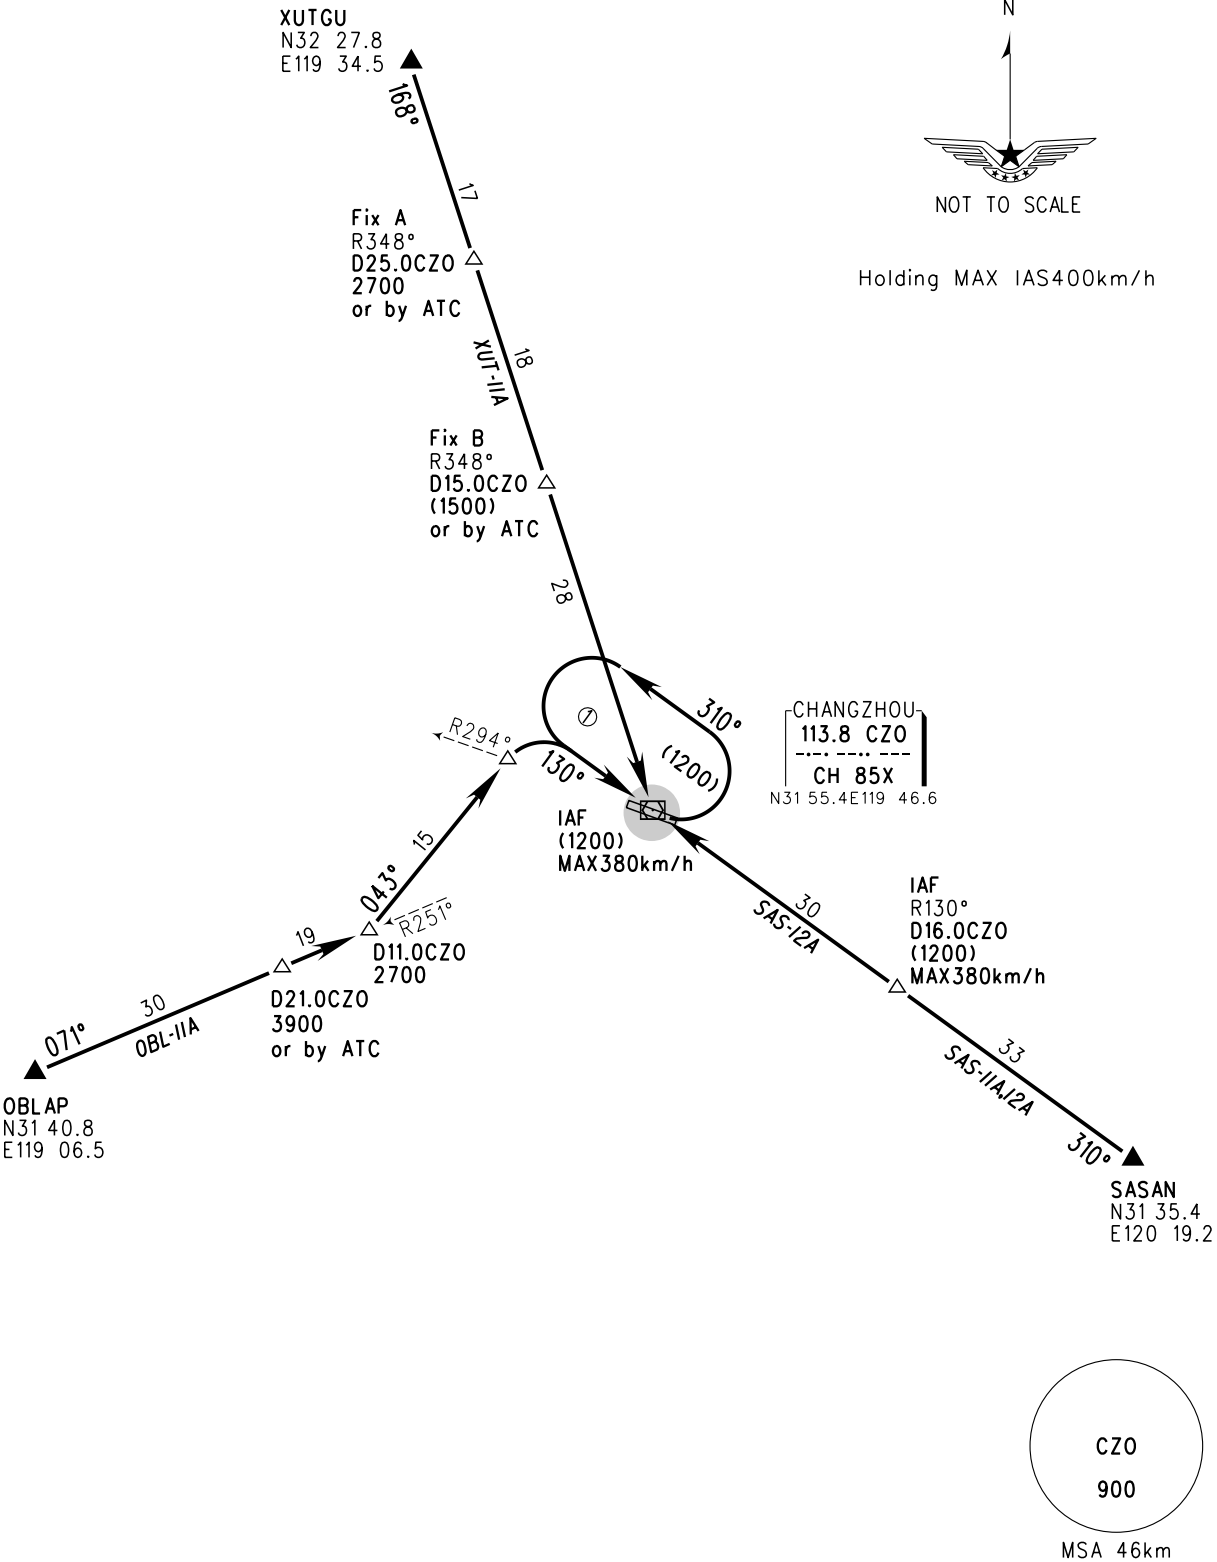 XUTGU
N32 27.8
E119 34.5
N
NOT TO SCALE
Holding MAX IAS400km/h
168°
17
Fix A
R348°
D25.0CZO
2700
or by ATC
18
XUT-11A
Fix B
R348°
D15.0CZO
(1500)
or by ATC
28
1
310°
(1200)
130°
R294°
CHANGZHOU
113.8 CZO
CH 85X
N31 55.4E119 46.6
IAF
(1200)
MAX380km/h
15
043°
R251°
19
D11.0CZO
2700
D21.0CZO
3900
or by ATC
30
071°
OBL-11A
OBLAP
N31 40.8
E119 06.5
30
SAS-12A
IAF
R130°
D16.0CZO
(1200)
MAX380km/h
33
SAS-11A,12A
310°
SASAN
N31 35.4
E120 19.2
CZO
900
MSA 46km